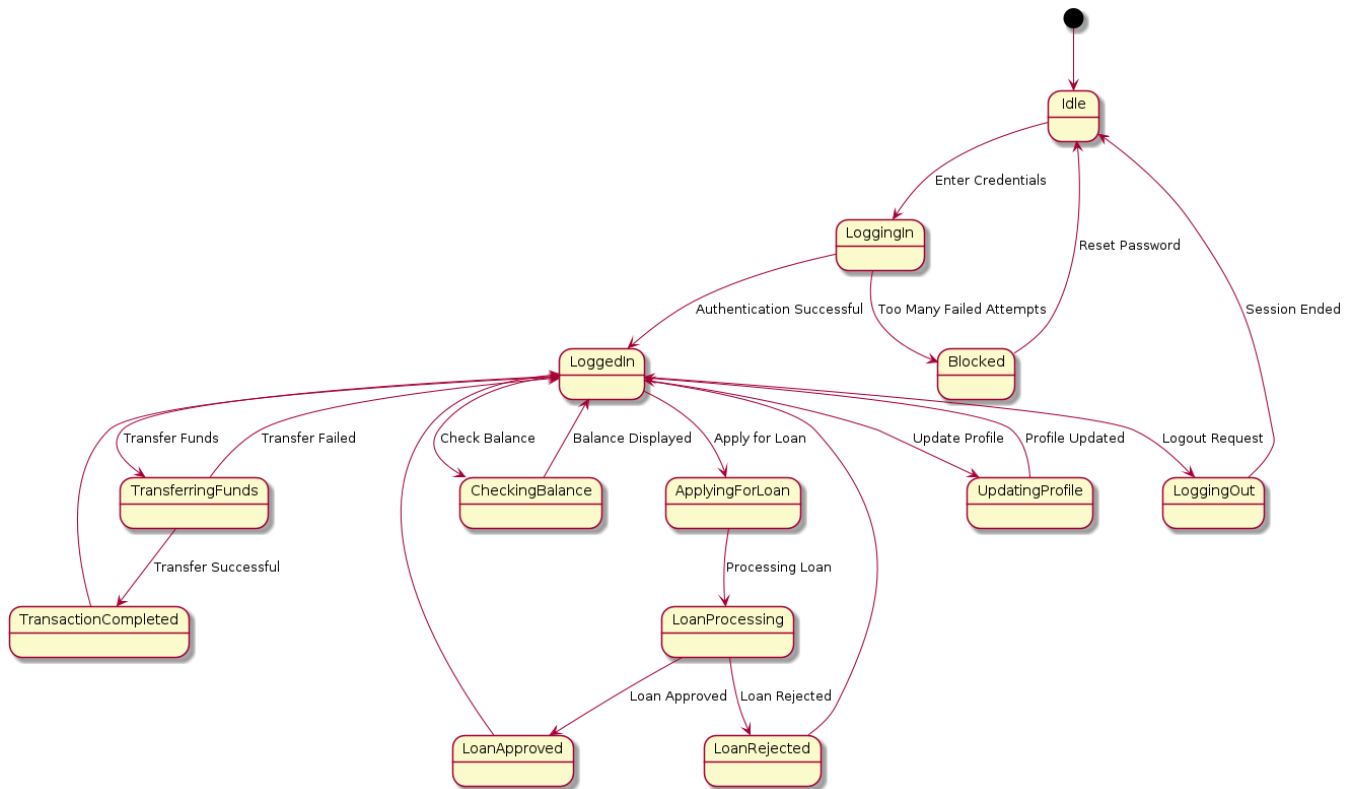 Idle
Enter Credentials
LoggingIn
Reset Password
Authentication Successful
Too Many Failed Attempts
Session Ended
LoggedIn
Blocked
Transfer Funds
Transfer Failed
Check Balance
Balance Displayed
Apply for Loan
Update Profile
Profile Updated
Logout Request
TransferringFunds
CheckingBalance
ApplyingForLoan
UpdatingProfile
LoggingOut
Transfer Successful
Processing Loan
TransactionCompleted
LoanProcessing
Loan Approved
Loan Rejected
LoanApproved
LoanRejected